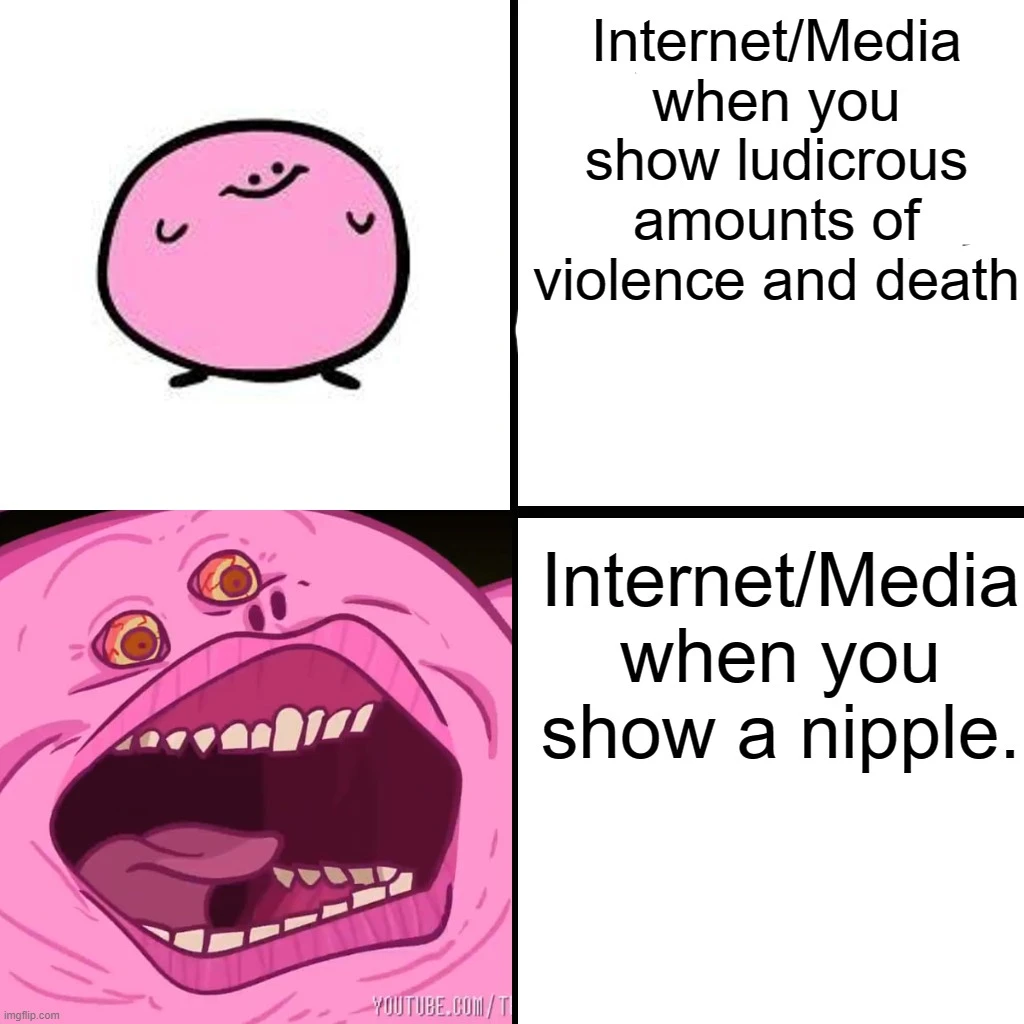 Internet/Media
when you
show ludicrous
amounts of
violence and death
Internet/Media
when you
show a nipple.
YOUTUBE.COM/T
imgflip.com